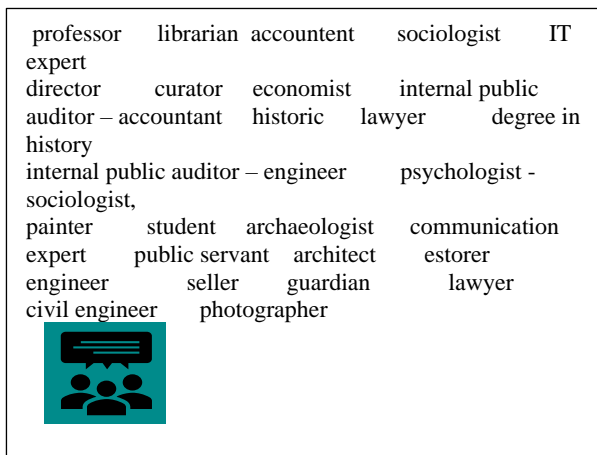 professor librarian accountent sociologist IT
expert
director curator economist internal public
auditor – accountant historic lawyer degree in
history
internal public auditor – engineer psychologist -
sociologist,
painter student archaeologist communication
expert public servant architect estorer
engineer seller guardian lawyer
civil engineer photographer